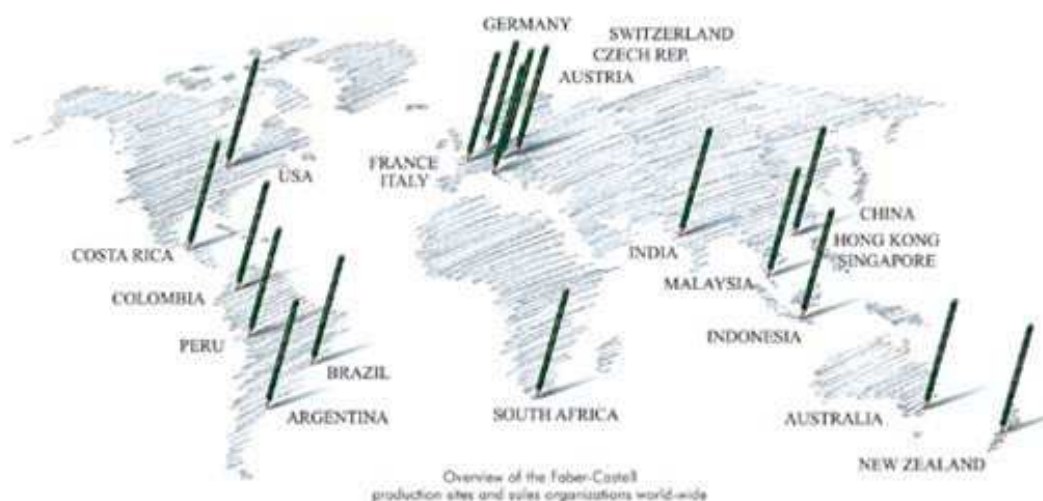 GERMANY
SWITZERLAND
CZECH REP.
AUSTRIA
FRANCE
ITALY
USA
COSTA RICA
COLOMBIA
PERU
BRAZIL
ARGENTINA
SOUTH AFRICA
INDIA
CHINA
HONG KONG
SINGAPORE
MALAYSIA
INDONESIA
AUSTRALIA
NEW ZEALAND
Overview of the Faber-Castell
production sites and sales organizations world-wide